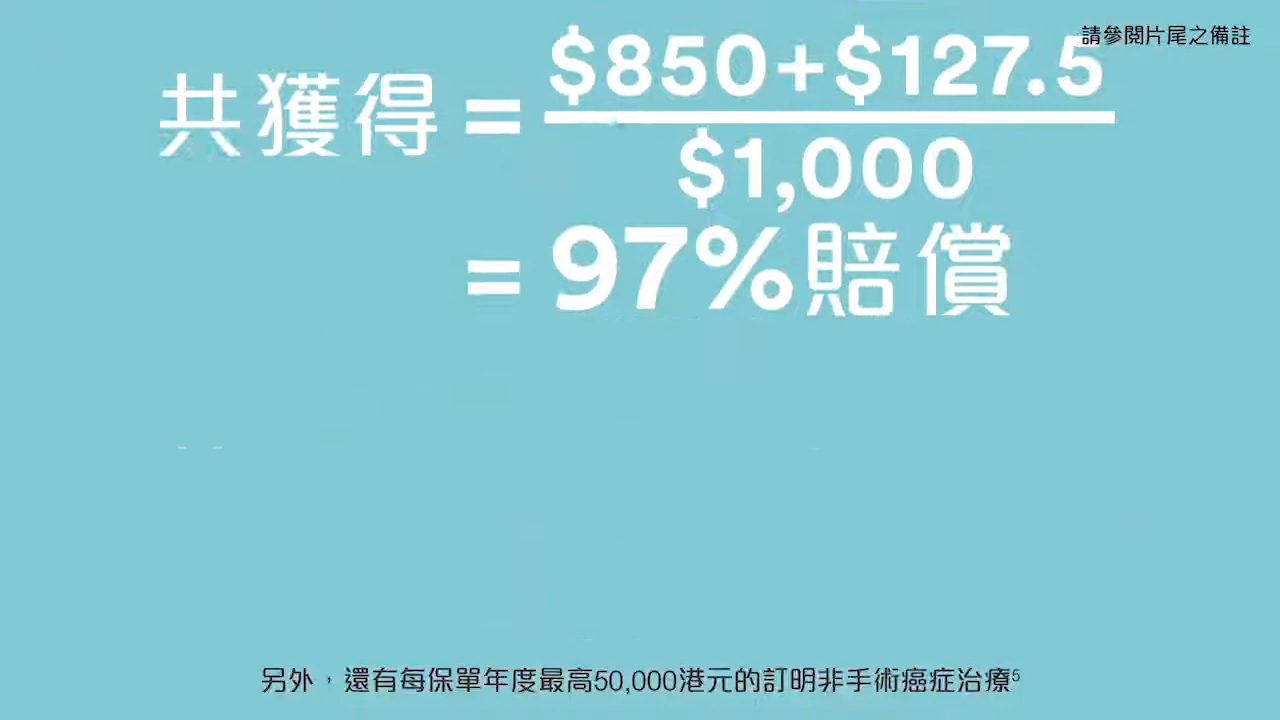 請參閱片尾之備註
共獲得 = $850+$127.5
$1,000
= 97%賠償
另外，還有每保單年度最高50,000港元的訂明非手術癌症治療⁵